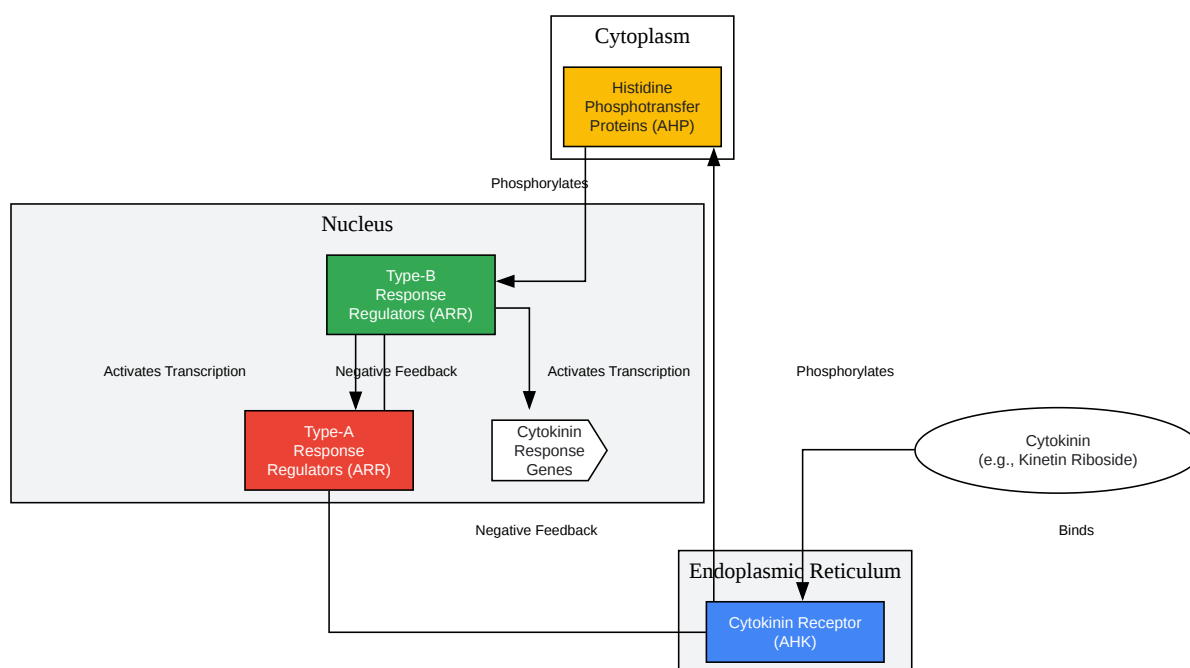 Cytoplasm
Histidine
Phosphotransfer
Proteins (AHP)
Phosphorylates
Nucleus
Type-B
Response
Regulators (ARR)
Activates Transcription
Negative Feedback
Activates Transcription
Phosphorylates
Type-A
Response
Regulators (ARR)
Cytokinin
Response
Genes
Cytokinin
(e.g., Kinetin Riboside)
Negative Feedback
Binds
Endoplasmic Reticulum
Cytokinin Receptor
(AHK)